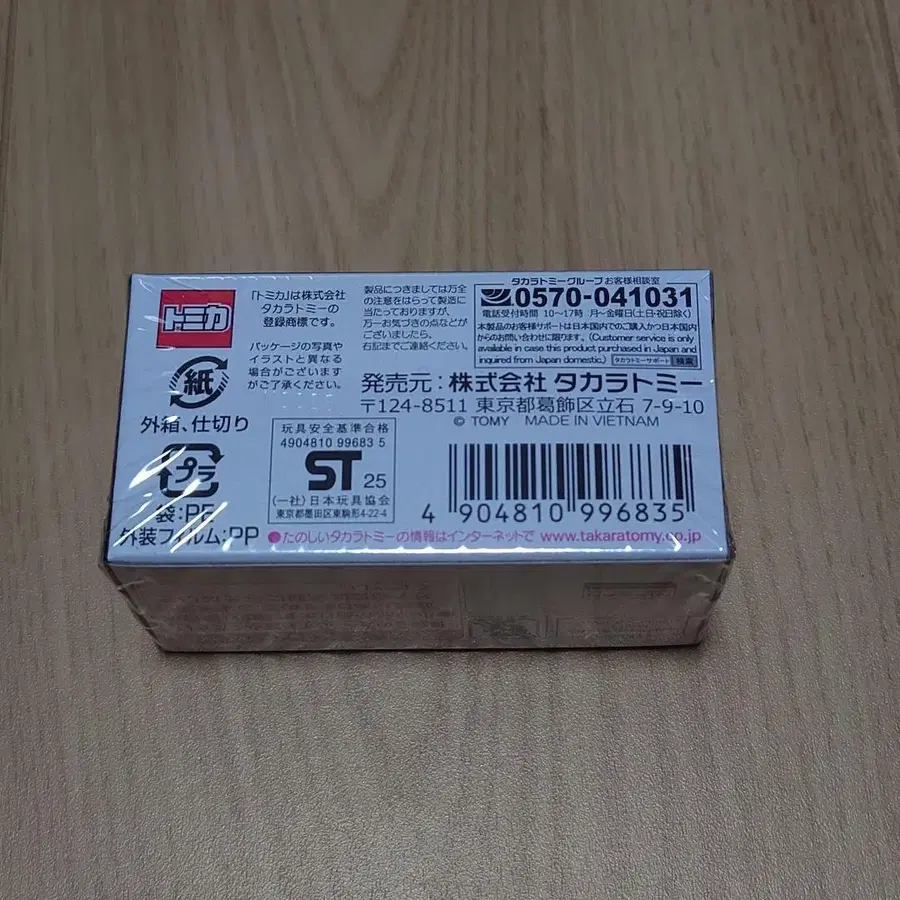 トミカ
「トミカ」は株式会社
タカラトミーの
登録商標です。
パッケージの写真や
イラストと異なる
場合がございます
がご了承ください。
製品につきましては万全
の注意をはらって製造に
当たっておりますが、
万一お気づきの点などが
ございましたら、
右記までご連絡ください。
タカラトミーグループ お客様相談室
0570-041031
電話受付時間 10〜17時 月〜金曜日(土・日・祝日除く)
本製品のお客様サポートは日本国内でのご購入かつ日本国内
からのお問い合わせに限ります。(Customer service is only
available in case this product purchased in Japan and
inquired from Japan domestic.) タカラトミーサポート 検索
紙
外箱、仕切り
発売元:株式会社 タカラトミー
〒124-8511 東京都葛飾区立石 7-9-10
© TOMY MADE IN VIETNAM
玩具安全基準合格
4904810 99683 5
ST 25
(一社)日本玩具協会
東京都墨田区東駒形4-22-4
プラ
袋:PE
外装フィルム:PP
4 904810 996835
●たのしいタカラトミーの情報はインターネットで www.takaratomy.co.jp